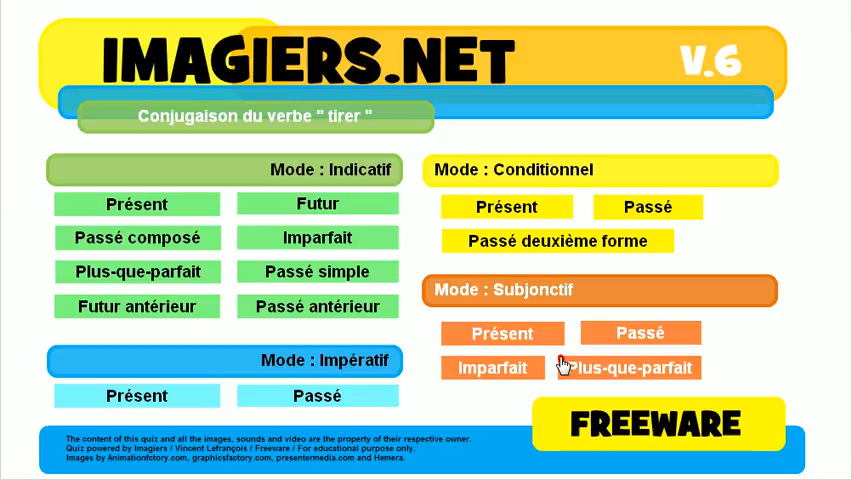 IMAGIERS.NET
V.6
Conjugaison du verbe " tirer "
Mode : Indicatif
Présent
Futur
Passé composé
Imparfait
Plus-que-parfait
Passé simple
Futur antérieur
Passé antérieur
Mode : Impératif
Présent
Passé
Mode : Conditionnel
Présent
Passé
Passé deuxième forme
Mode : Subjonctif
Présent
Passé
Imparfait
Plus-que-parfait
FREEWARE
The content of this quiz and all the images, sounds and video are the property of their respective owner.
Quiz powered by Imagiers / Vincent Lefrançois / Freeware / For educational purpose only.
Images by Animationfctory.com, graphicsfactory.com, presentermedia.com and Hemera.